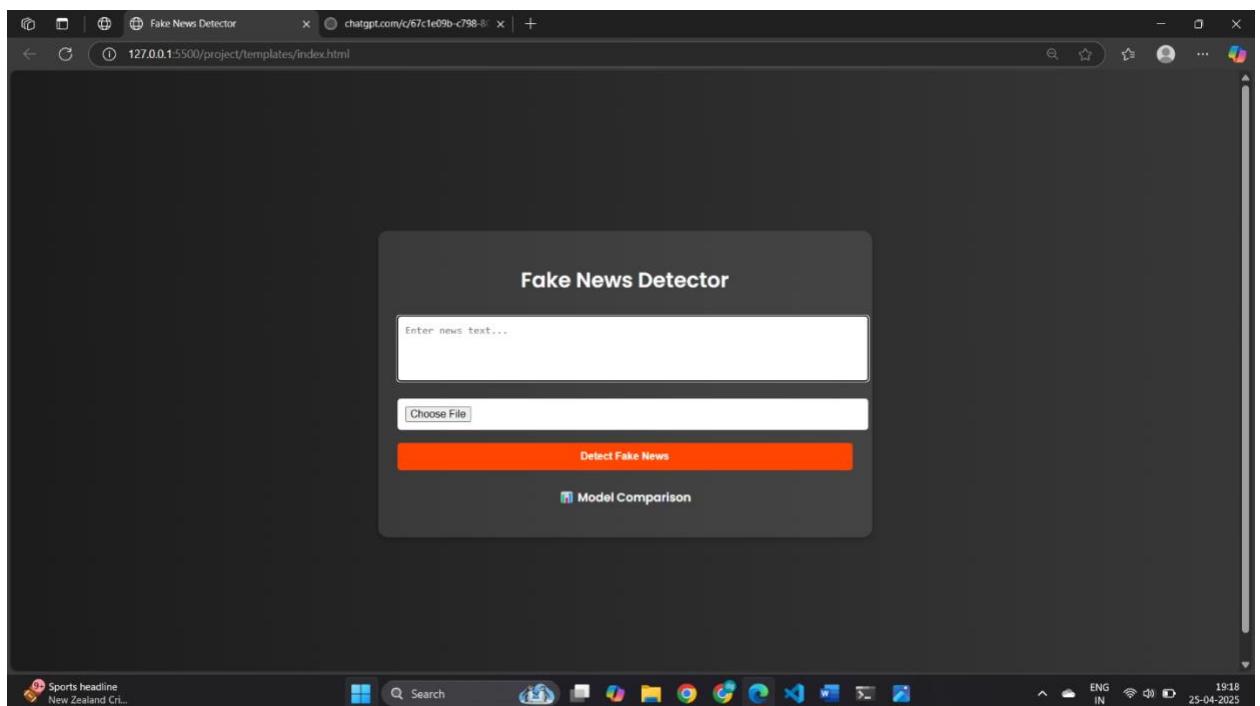 Fake News Detector
chatgpt.com/c/67c1e09b-c798-8
127.0.0.1:5500/project/templates/index.html
Fake News Detector
Enter news text...
Choose File
Detect Fake News
Model Comparison
9+
Sports headline
New Zealand Cri...
Search
ENG
IN
19:18
25-04-2025